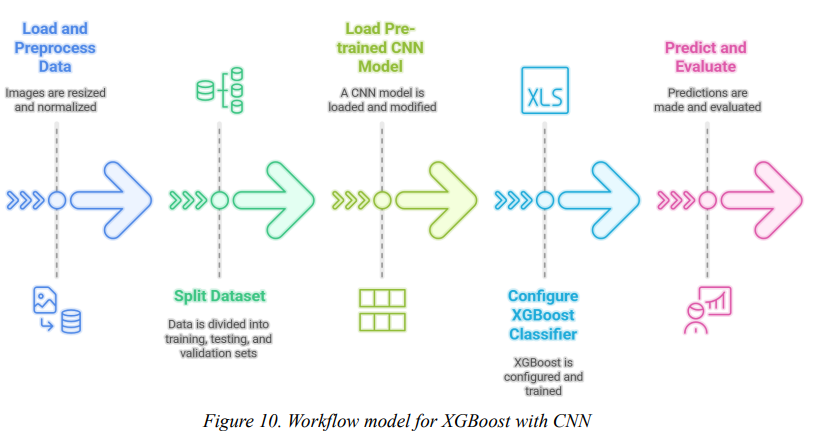 Load and
Preprocess
Data
Images are resized
and normalized
Split Dataset
Data is divided into
training, testing, and
validation sets
Load Pre-
trained CNN
Model
A CNN model is
loaded and modified
XLS
Configure
XGBoost
Classifier
XGBoost is
configured and
trained
Predict and
Evaluate
Predictions are
made and evaluated
Figure 10. Workflow model for XGBoost with CNN